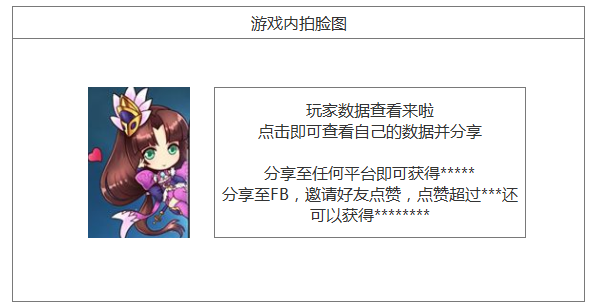 游戏内拍脸图
玩家数据查看来啦
点击即可查看自己的数据并分享
分享至任何平台即可获得*****
分享至FB，邀请好友点赞，点赞超过***还
可以获得********